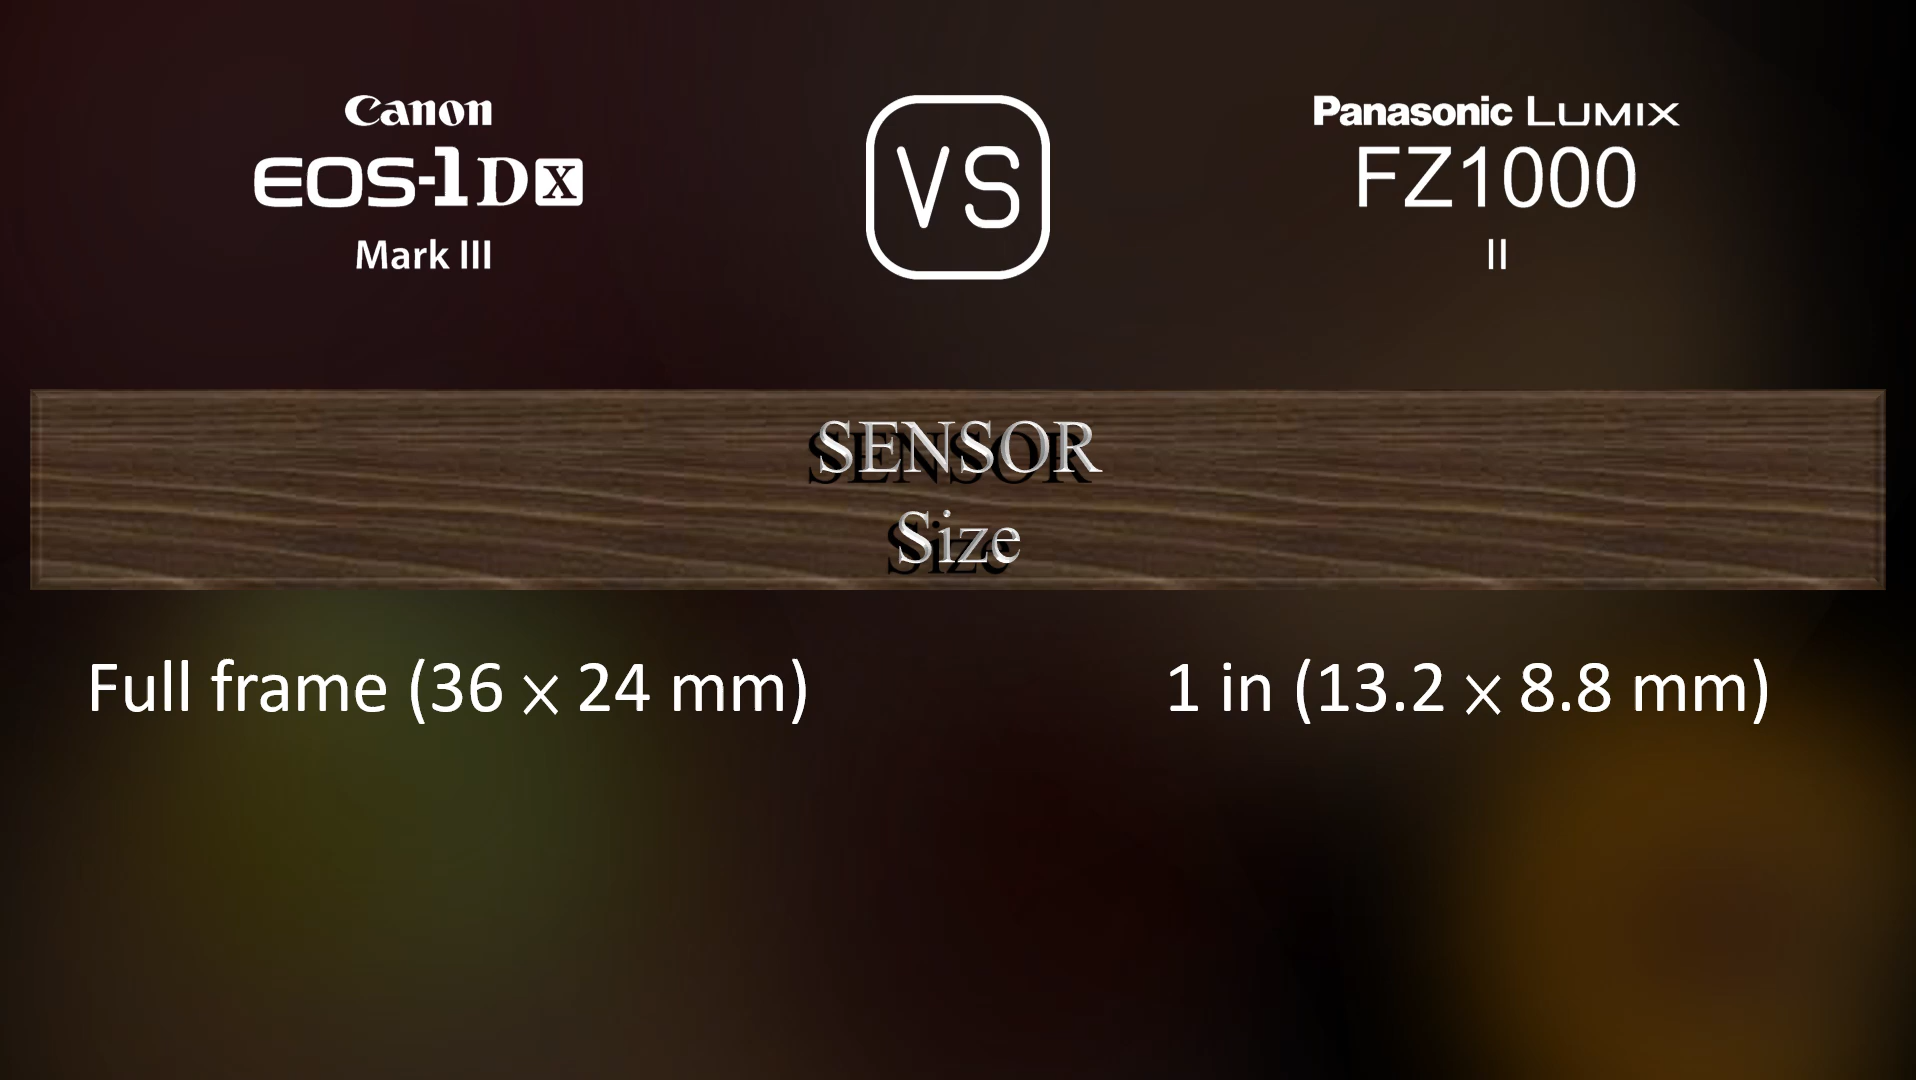 Canon
EOS-1D X
Mark III
VS
Panasonic LUMIX
FZ1000
II
SENSOR
Size
Full frame (36 x 24 mm)
1 in (13.2 x 8.8 mm)